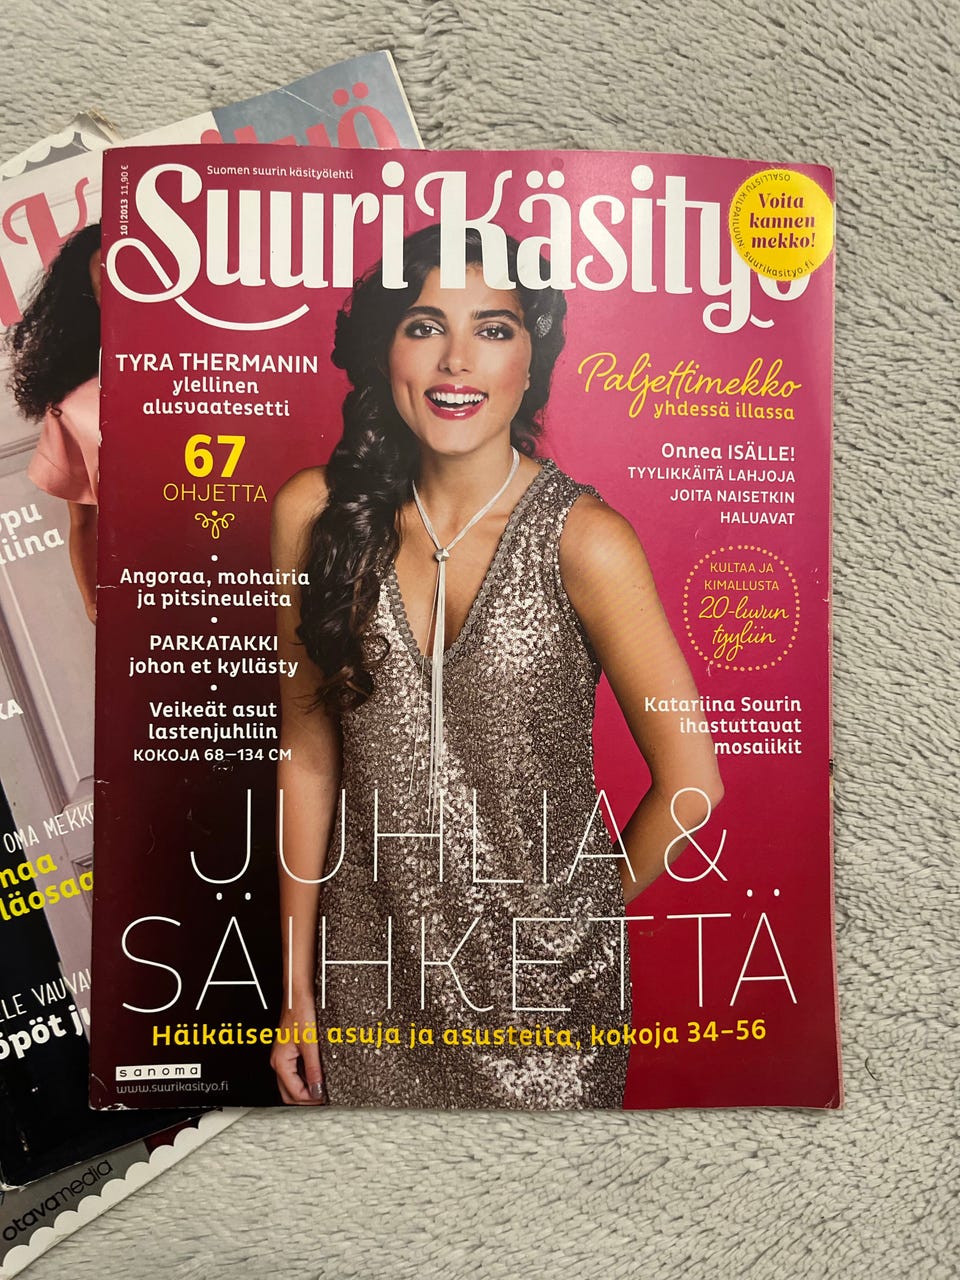 Suomen suurin käsityölehti
10|2013 11,90 €
Suuri Käsityö
OSALLISTU KILPAILUUN
Voita
kannen
mekko!
suurikasityo.fi
TYRA THERMANIN
ylellinen
alusvaatesetti
67
OHJETTA
Angoraa, mohairia
ja pitsineuleita
PARKATAKKI
johon et kyllästy
Veikeät asut
lastenjuhliin
KOKOJA 68–134 CM
Paljettimekko
yhdessä illassa
Onnea ISÄLLE!
TYYLIKKÄITÄ LAHJOJA
JOITA NAISETKIN
HALUAVAT
KULTAA JA
KIMALLUSTA
20-luvun
tyyliin
Katariina Sourin
ihastuttavat
mosaiikit
JUHLIA &
SÄIHKETTÄ
Häikäiseviä asuja ja asusteita, kokoja 34–56
sanoma
www.suurikasityo.fi
OMA MEKKO
otavamedia